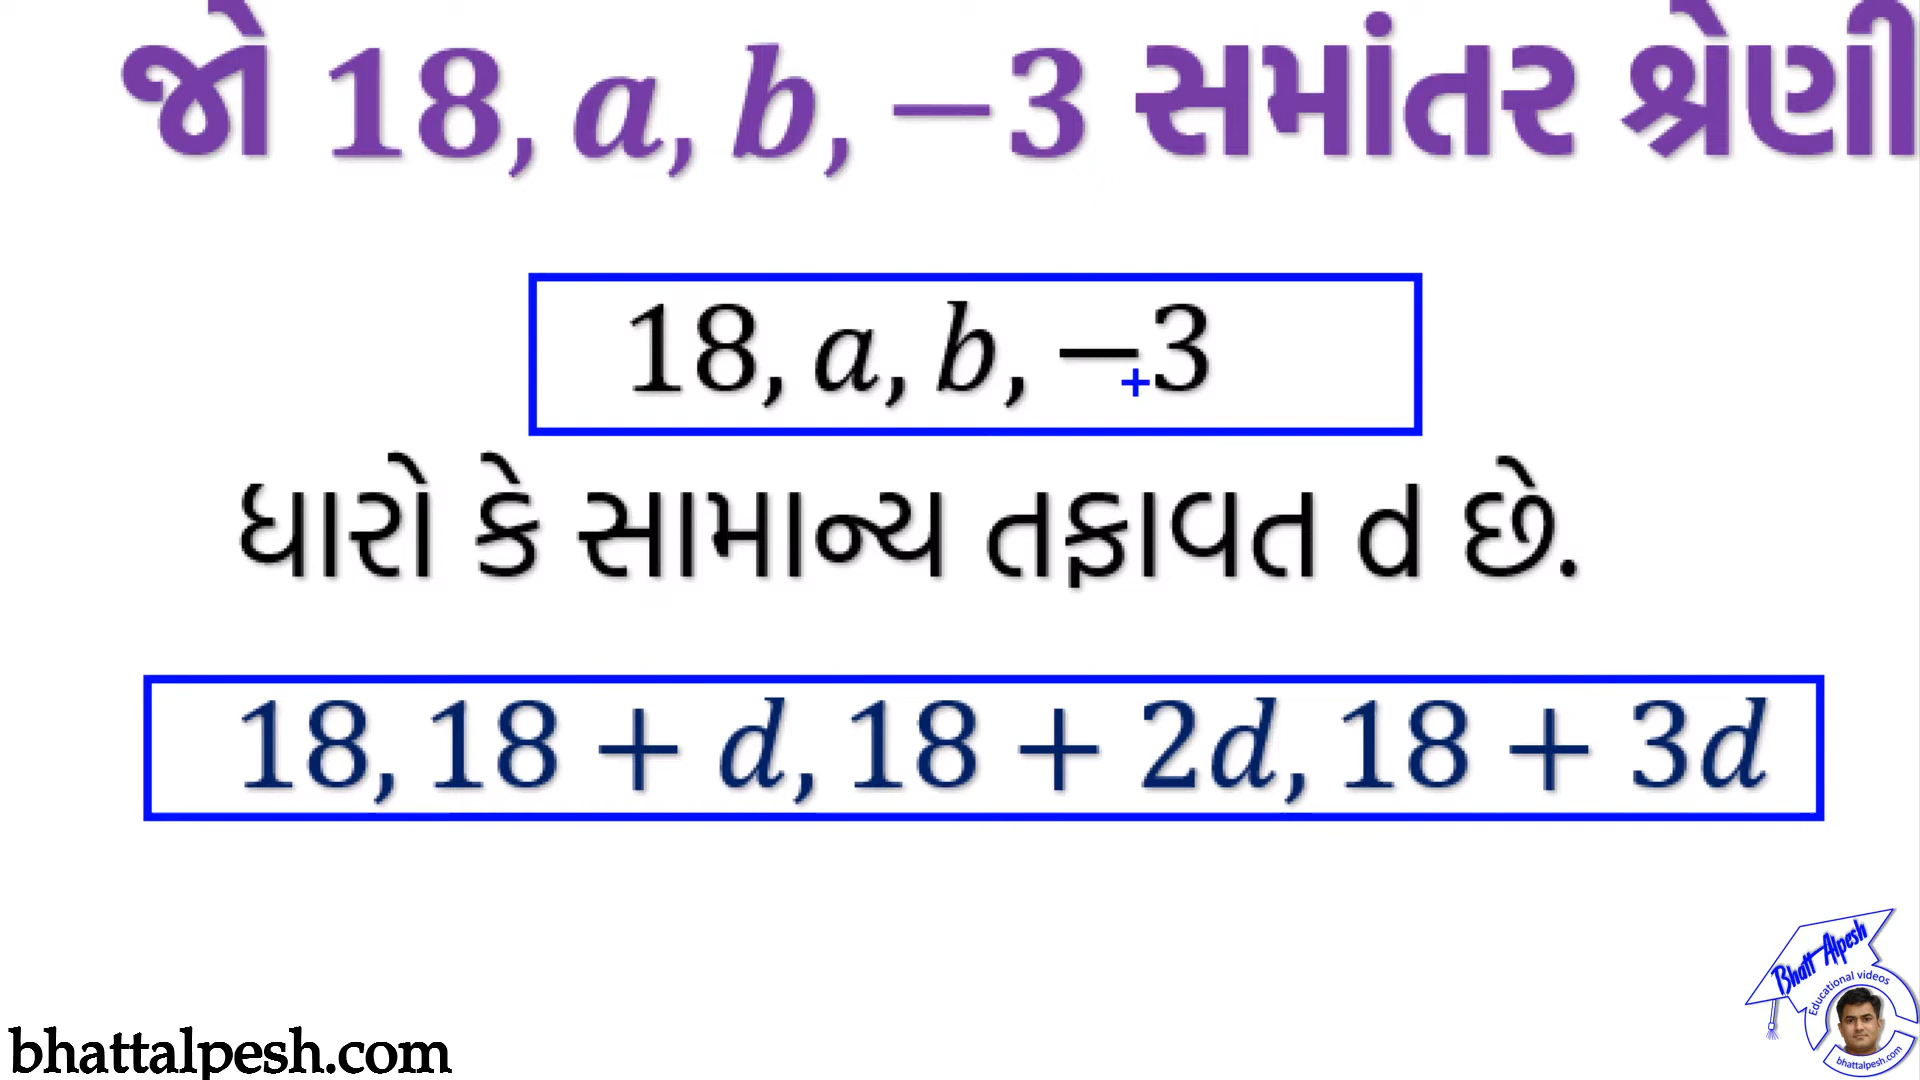 જો 18, a, b, −3 સમાંતર શ્રેણી
18, a, b, −3
ધારો કે સામાન્ય તફાવત d છે.
18, 18 + d, 18 + 2d, 18 + 3d
Bhatt Alpesh
Educational videos
bhattalpesh.com
bhattalpesh.com